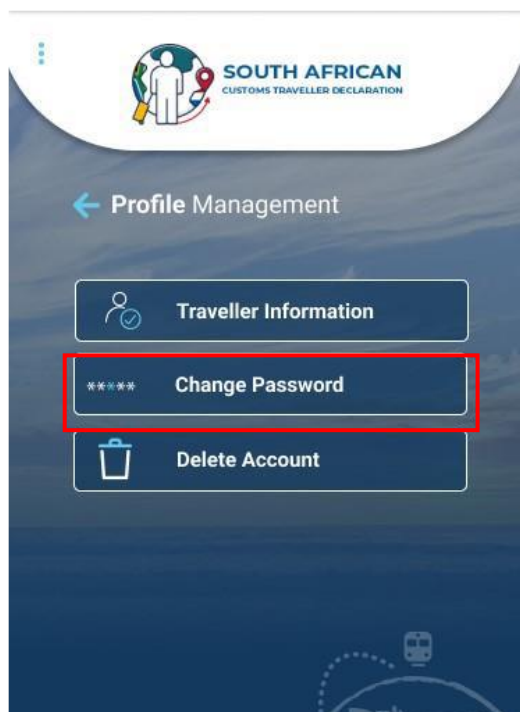 SOUTH AFRICAN
CUSTOMS TRAVELLER DECLARATION
Profile Management
Traveller Information
***** Change Password
Delete Account